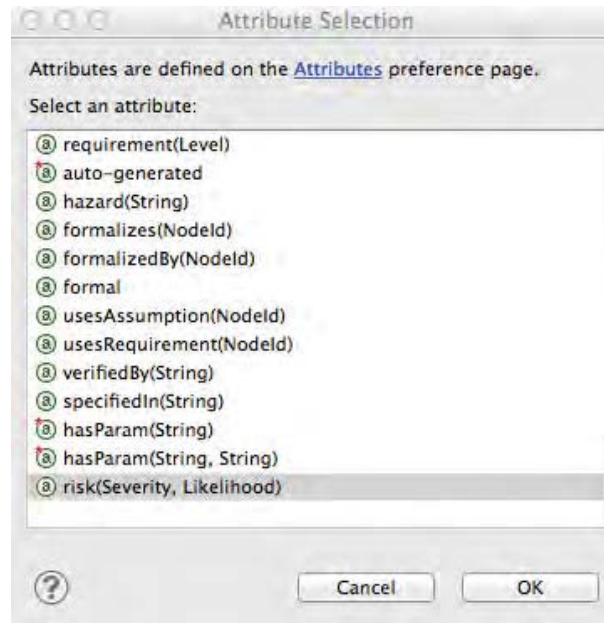 Attribute Selection
Attributes are defined on the Attributes preference page.
Select an attribute:
requirement(Level)
auto-generated
hazard(String)
formalizes(NodeId)
formalizedBy(NodeId)
formal
usesAssumption(NodeId)
usesRequirement(NodeId)
verifiedBy(String)
specifiedIn(String)
hasParam(String)
hasParam(String, String)
risk(Severity, Likelihood)
? Cancel OK